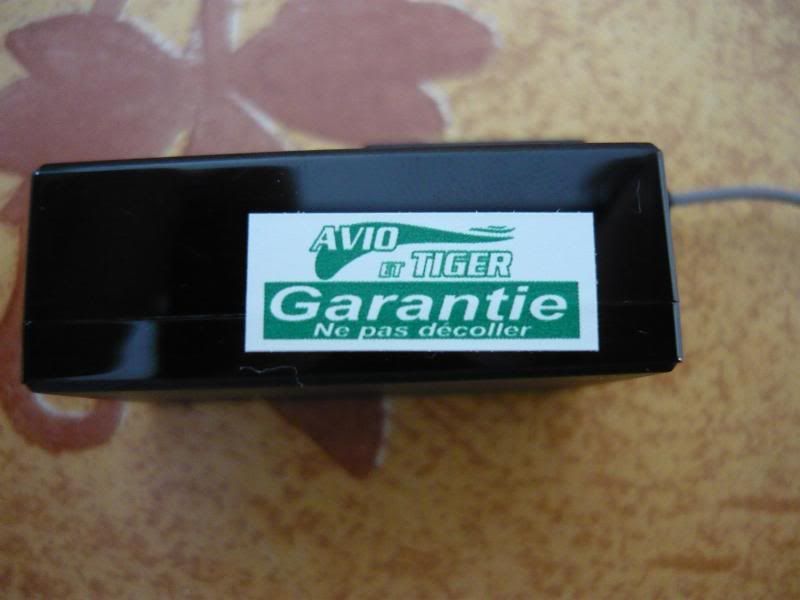 AVIO
ET TIGER
Garantie
Ne pas décoller